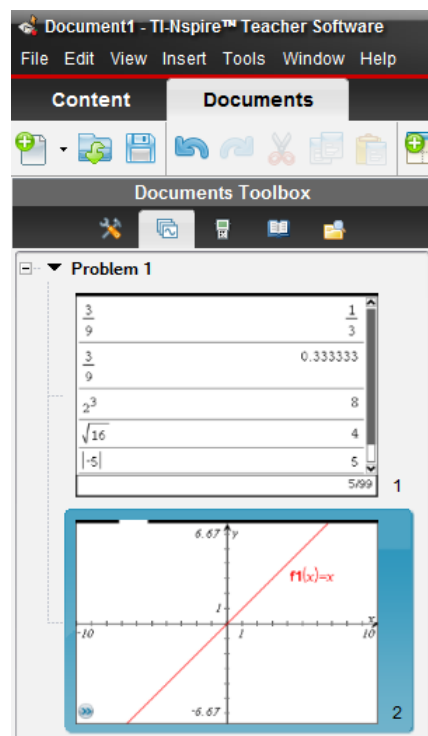 Document1 - TI-Nspire™ Teacher Software
File Edit View Insert Tools Window Help
Content Documents
Documents Toolbox
Problem 1
3/9 1/3
3/9 0.333333
2³ 8
√16 4
|-5| 5
5/99
1
6.67 y
f1(x)=x
1
x
-10 1 10
-6.67
2